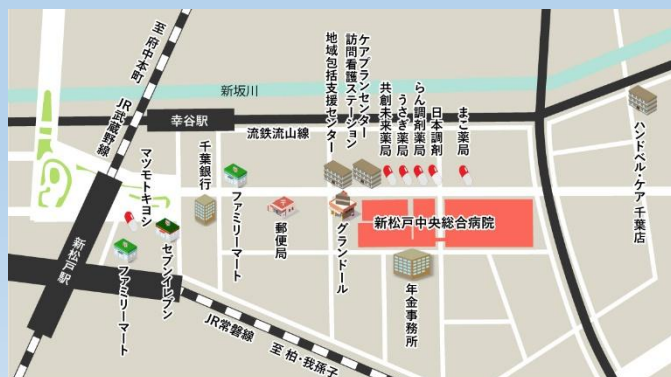 至 府中本町
JR武蔵野線
新坂川
幸谷駅
流鉄流山線
地域包括支援センター
訪問看護ステーション
ケアプランセンター
共創未来薬局
うさぎ薬局
らん調剤薬局
日本調剤
まこ薬局
ハンドベル・ケア 千葉店
マツモトキヨシ
千葉銀行
ファミリーマート
郵便局
グランドール
新松戸中央総合病院
新松戸駅
ファミリーマート
セブンイレブン
年金事務所
JR常磐線
至 柏・我孫子